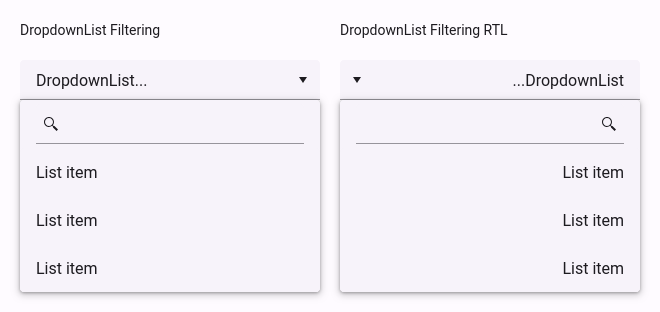 DropdownList Filtering
DropdownList...
List item
List item
List item
DropdownList Filtering RTL
...DropdownList
List item
List item
List item